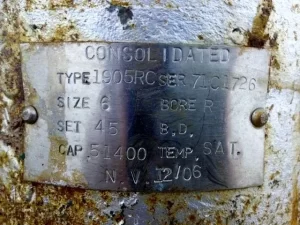 CONSOLIDATED
TYPE 1905RC SER 71C1726
SIZE 6 BORE R
SET 45 B.D.
CAP 51400 TEMP. SAT.
N.V. 12/06